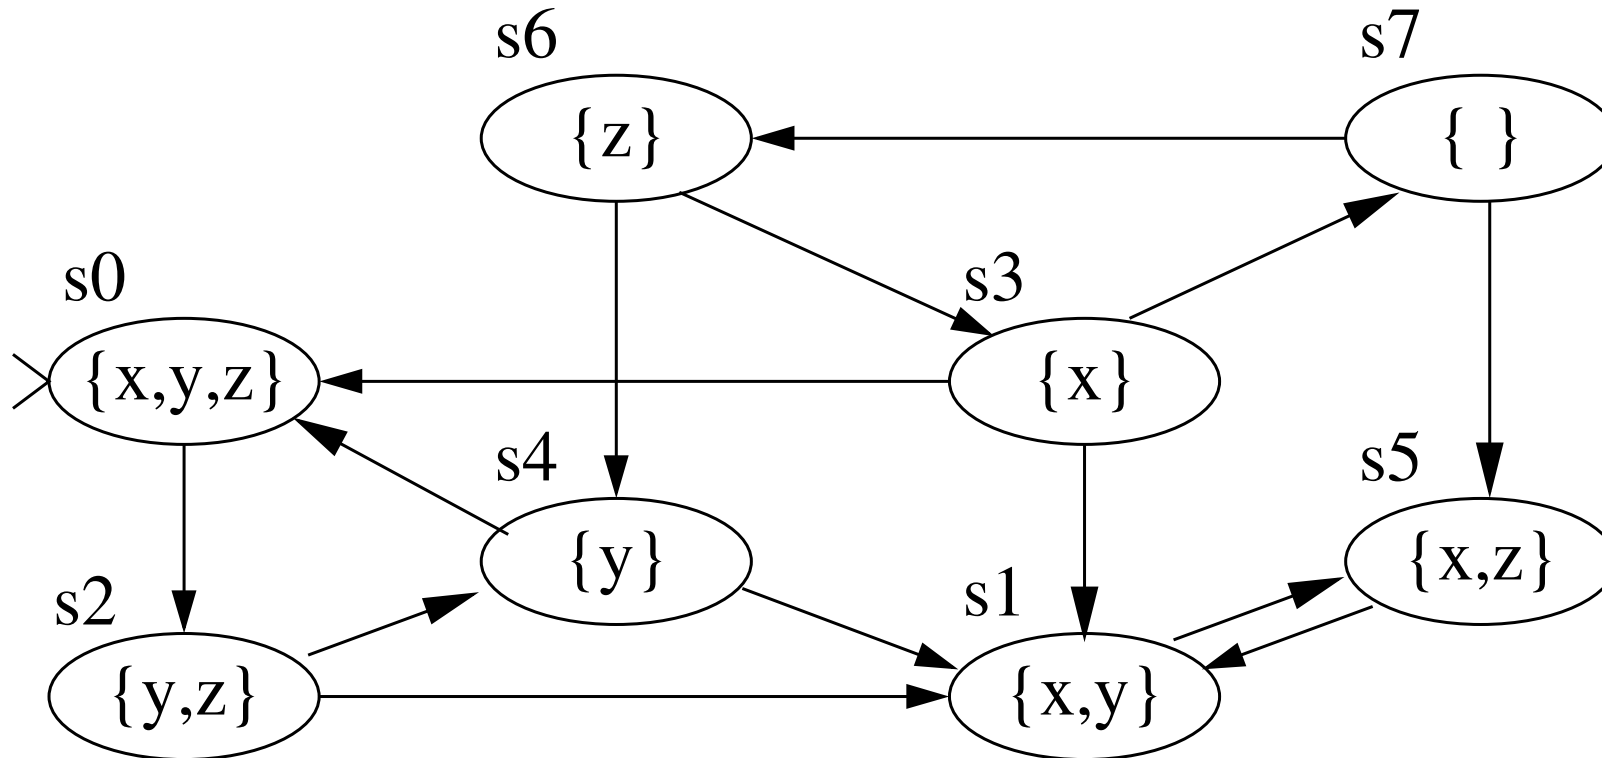 s6
{z}
s7
{ }
s0
{x,y,z}
s3
{x}
s4
{y}
s5
{x,z}
s2
{y,z}
s1
{x,y}